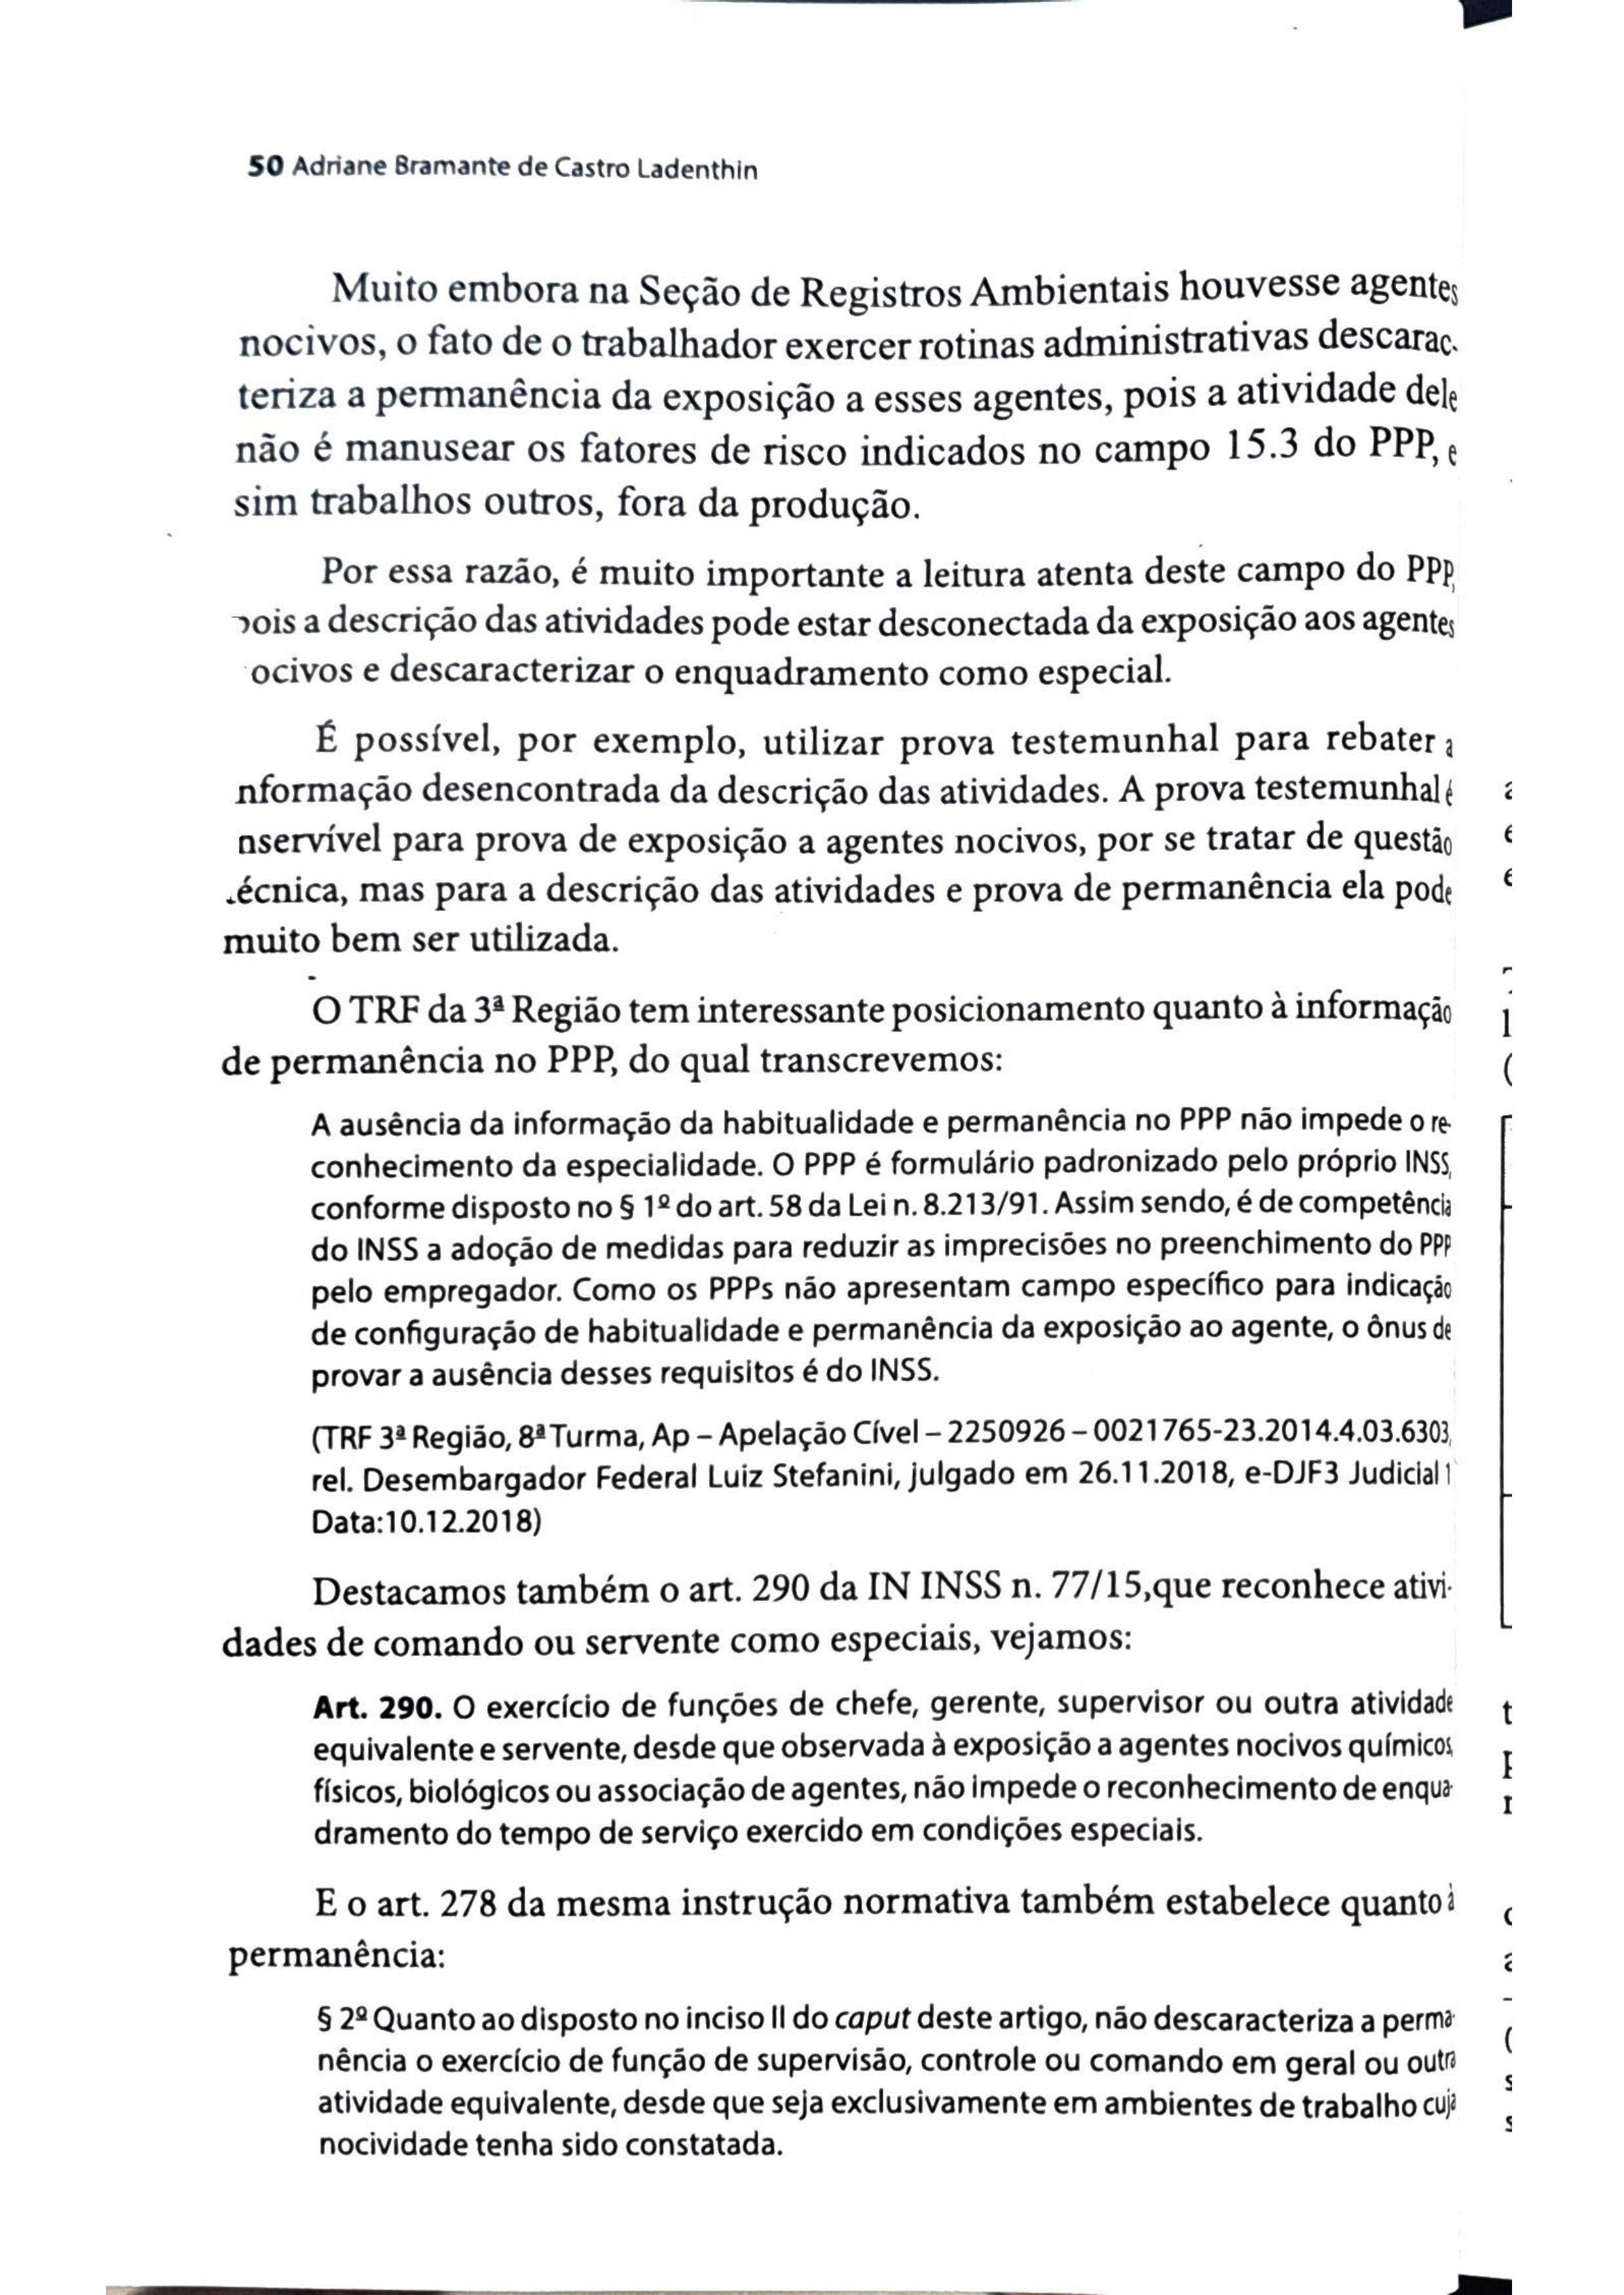 50 Adriane Bramante de Castro Ladenthin
Muito embora na Seção de Registros Ambientais houvesse agentes
nocivos, o fato de o trabalhador exercer rotinas administrativas descarac-
teriza a permanência da exposição a esses agentes, pois a atividade dele
não é manusear os fatores de risco indicados no campo 15.3 do PPP, e
sim trabalhos outros, fora da produção.
Por essa razão, é muito importante a leitura atenta deste campo do PPP,
pois a descrição das atividades pode estar desconectada da exposição aos agentes
ocivos e descaracterizar o enquadramento como especial.
É possível, por exemplo, utilizar prova testemunhal para rebater a
nformação desencontrada da descrição das atividades. A prova testemunhal é
nservível para prova de exposição a agentes nocivos, por se tratar de questão
técnica, mas para a descrição das atividades e prova de permanência ela pode
muito bem ser utilizada.
O TRF da 3ª Região tem interessante posicionamento quanto à informação
de permanência no PPP, do qual transcrevemos:
A ausência da informação da habitualidade e permanência no PPP não impede o re-
conhecimento da especialidade. O PPP é formulário padronizado pelo próprio INSS,
conforme disposto no § 1º do art. 58 da Lei n. 8.213/91. Assim sendo, é de competência
do INSS a adoção de medidas para reduzir as imprecisões no preenchimento do PPP
pelo empregador. Como os PPPs não apresentam campo específico para indicação
de configuração de habitualidade e permanência da exposição ao agente, o ônus de
provar a ausência desses requisitos é do INSS.
(TRF 3ª Região, 8ª Turma, Ap – Apelação Cível – 2250926 – 0021765-23.2014.4.03.6303,
rel. Desembargador Federal Luiz Stefanini, julgado em 26.11.2018, e-DJF3 Judicial 1
Data:10.12.2018)
Destacamos também o art. 290 da IN INSS n. 77/15,que reconhece ativi-
dades de comando ou servente como especiais, vejamos:
Art. 290. O exercício de funções de chefe, gerente, supervisor ou outra atividade
equivalente e servente, desde que observada à exposição a agentes nocivos químicos,
físicos, biológicos ou associação de agentes, não impede o reconhecimento de enqua-
dramento do tempo de serviço exercido em condições especiais.
E o art. 278 da mesma instrução normativa também estabelece quanto à
permanência:
§ 2º Quanto ao disposto no inciso II do caput deste artigo, não descaracteriza a perma-
nência o exercício de função de supervisão, controle ou comando em geral ou outra
atividade equivalente, desde que seja exclusivamente em ambientes de trabalho cuja
nocividade tenha sido constatada.